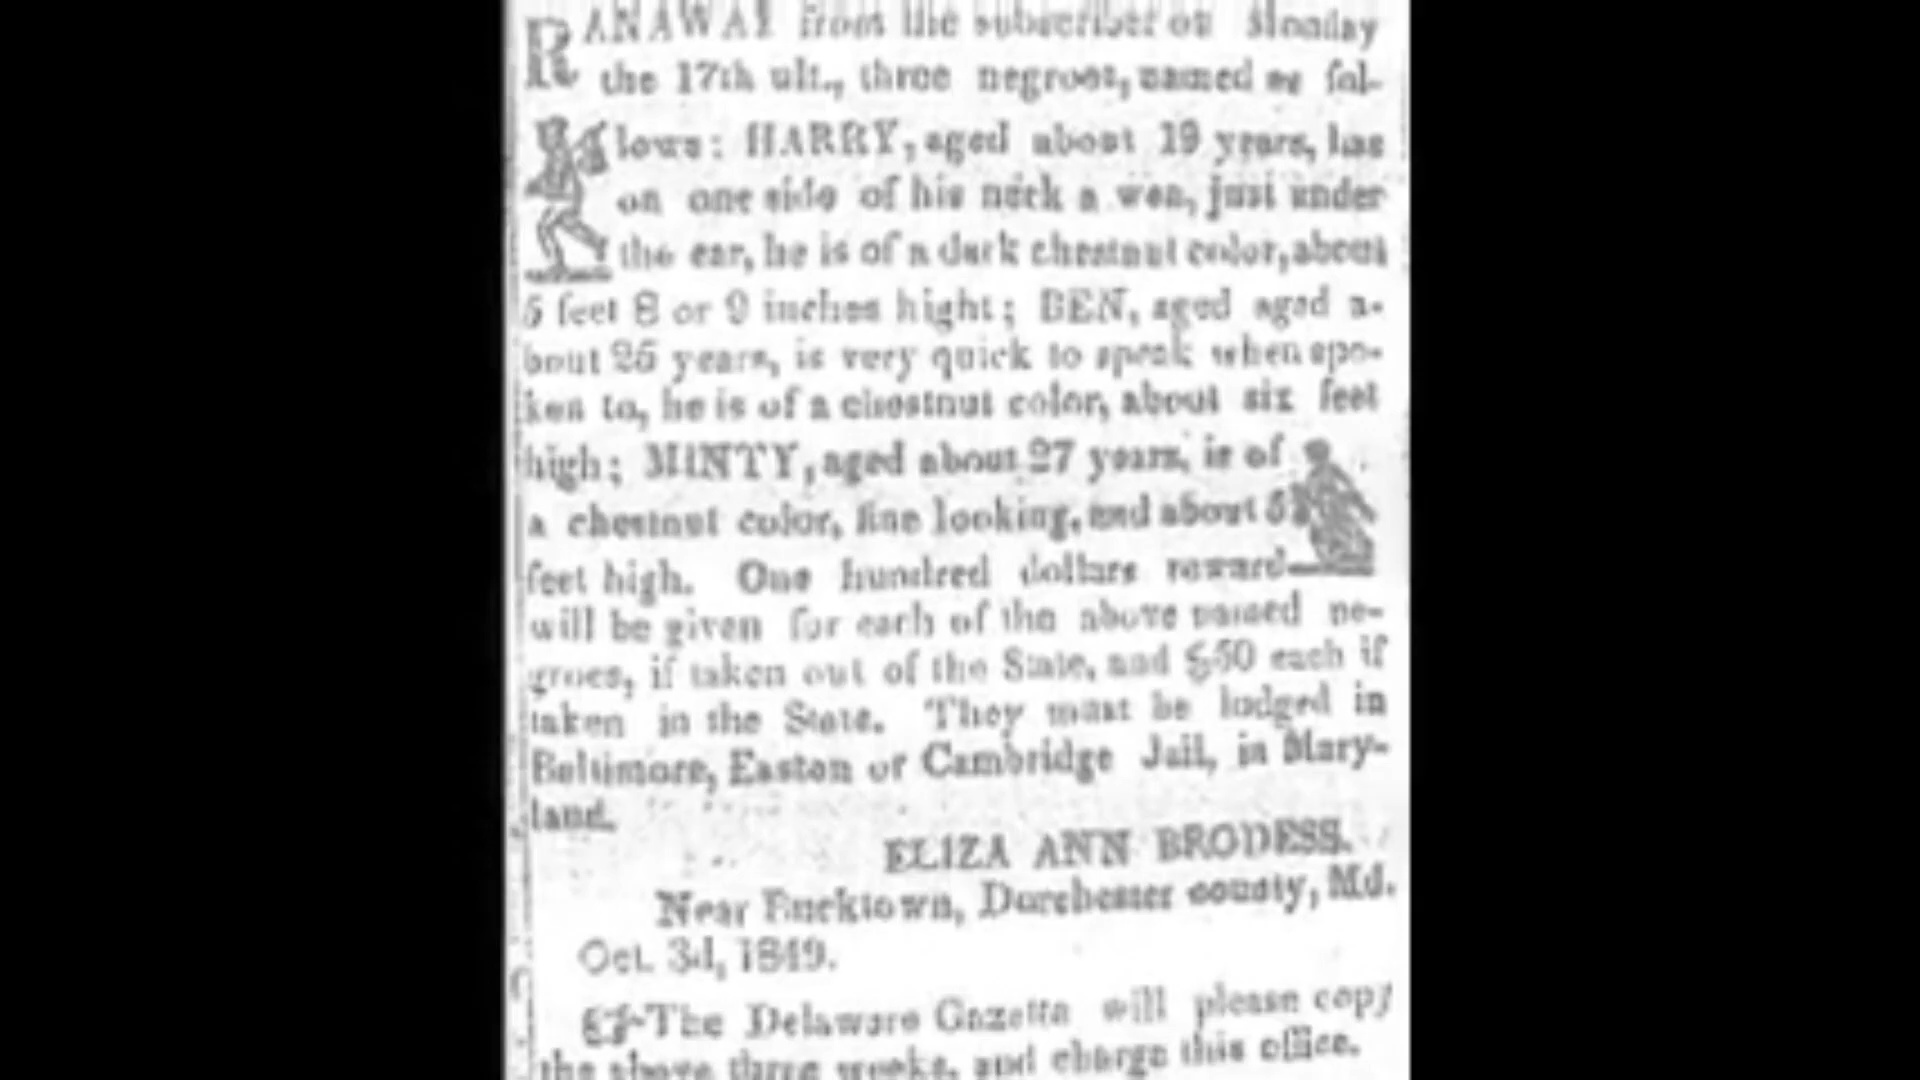 RANAWAY from the subscriber on Monday
the 17th ult., three negroes, named as fol-
lows: HARRY, aged about 19 years, has
on one side of his neck a wen, just under
the ear, he is of a dark chestnut color, about
5 feet 8 or 9 inches hight; BEN, aged aged a-
bout 25 years, is very quick to speak when spo-
ken to, he is of a chestnut color, about six feet
high; MINTY, aged about 27 years, is of
a chestnut color, fine looking, and about 5
feet high. One hundred dollars reward
will be given for each of the above named ne-
groes, if taken out of the State, and $50 each if
taken in the State. They must be lodged in
Baltimore, Easton or Cambridge Jail, in Mary-
land.
ELIZA ANN BRODESS.
Near Bucktown, Dorchester county, Md.
Oct. 3d, 1849.
☞The Delaware Gazette will please copy
the above three weeks, and charge this office.